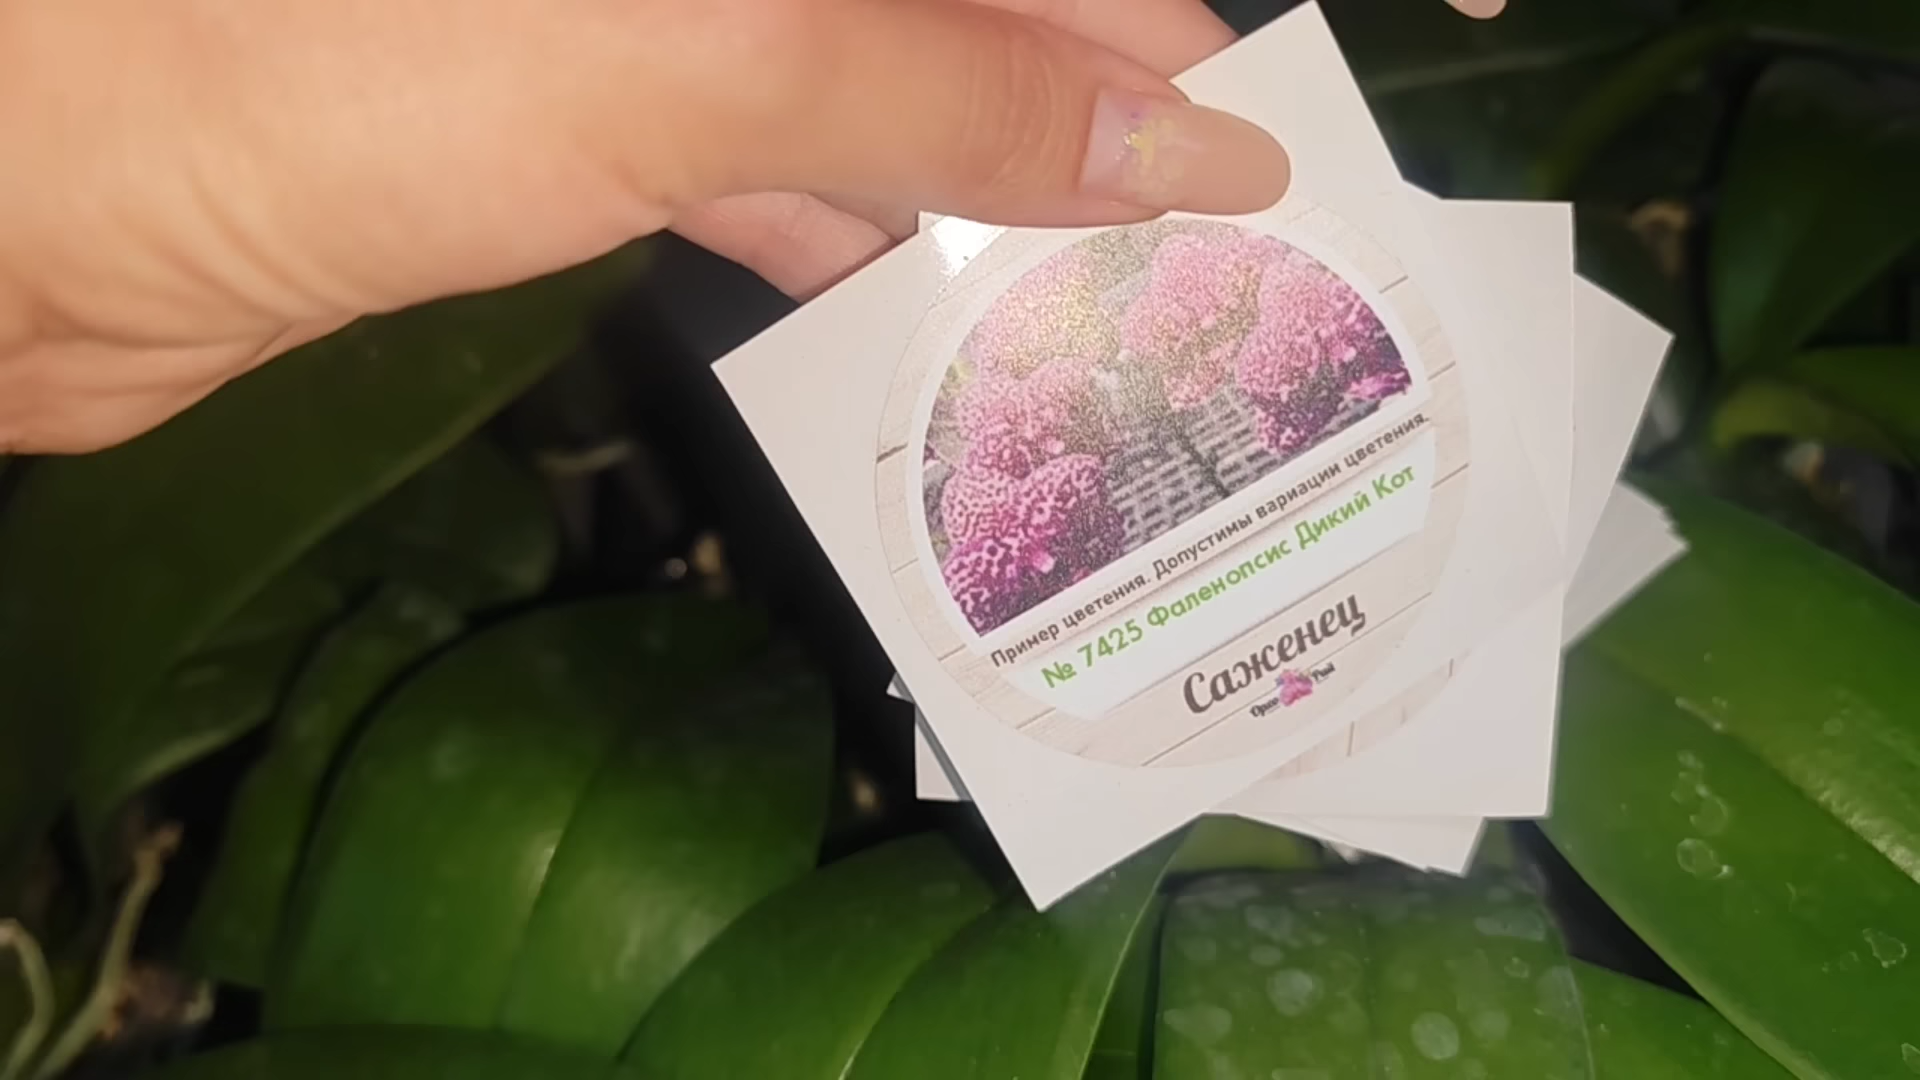 Пример цветения. Допустимы вариации цветения.
№ 7425 Фаленопсис Дикий Кот
Саженец